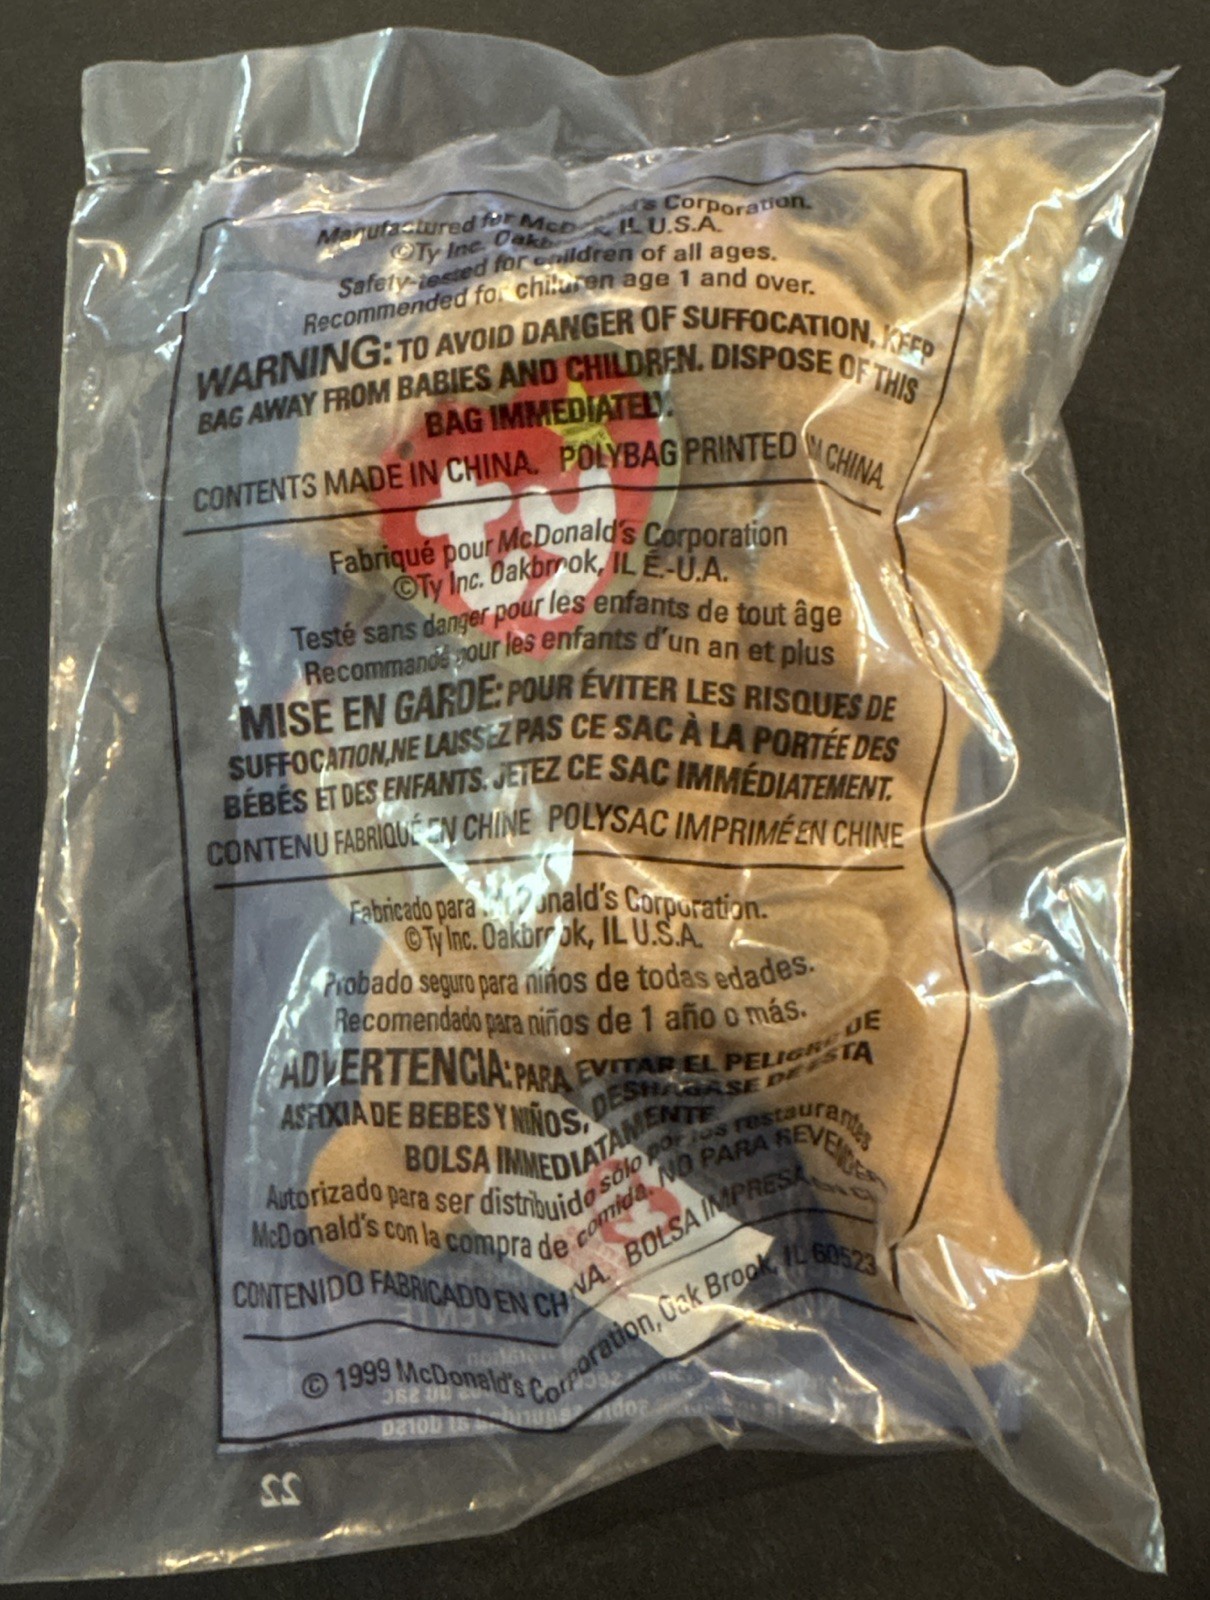 Manufactured for McDonald's Corporation.
©Ty Inc. Oakbrook, IL U.S.A.
Safety-tested for children of all ages.
Recommended for children age 1 and over.
WARNING: TO AVOID DANGER OF SUFFOCATION, KEEP
BAG AWAY FROM BABIES AND CHILDREN. DISPOSE OF THIS
BAG IMMEDIATELY.
CONTENTS MADE IN CHINA. POLYBAG PRINTED IN CHINA.
ty
Fabriqué pour McDonald's Corporation
©Ty Inc. Oakbrook, IL É.-U.A.
Testé sans danger pour les enfants de tout âge
Recommandé pour les enfants d'un an et plus
MISE EN GARDE: POUR ÉVITER LES RISQUES DE
SUFFOCATION,NE LAISSEZ PAS CE SAC À LA PORTÉE DES
BÉBÉS ET DES ENFANTS. JETEZ CE SAC IMMÉDIATEMENT.
CONTENU FABRIQUÉ EN CHINE POLYSAC IMPRIMÉ EN CHINE
Fabricado para McDonald's Corporation.
©Ty Inc. Oakbrook, IL U.S.A.
Probado seguro para niños de todas edades.
Recomendado para niños de 1 año o más.
ADVERTENCIA: PARA EVITAR EL PELIGRO DE
ASFIXIA DE BEBES Y NIÑOS, DESHAGASE DE ESTA
BOLSA IMMEDIATAMENTE
Autorizado para ser distribuido sólo por los restaurantes
McDonald's con la compra de comida. NO PARA REVENDER
CONTENIDO FABRICADO EN CHINA. BOLSA IMPRESA EN
© 1999 McDonald's Corporation, Oak Brook, IL 60523
22